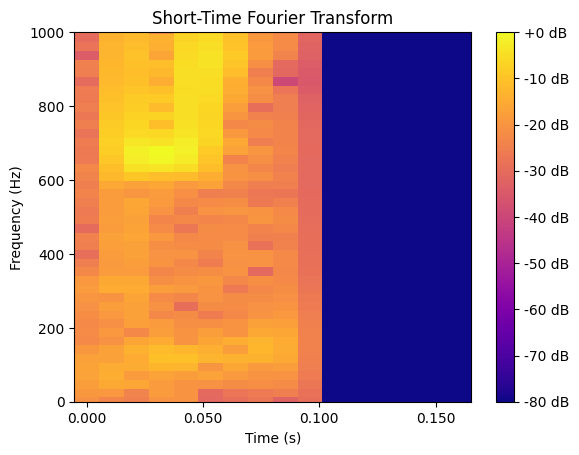 Short-Time Fourier Transform
Frequency (Hz)
1000
800
600
400
200
0
0.000
0.050
0.100
0.150
Time (s)
+0 dB
-10 dB
-20 dB
-30 dB
-40 dB
-50 dB
-60 dB
-70 dB
-80 dB